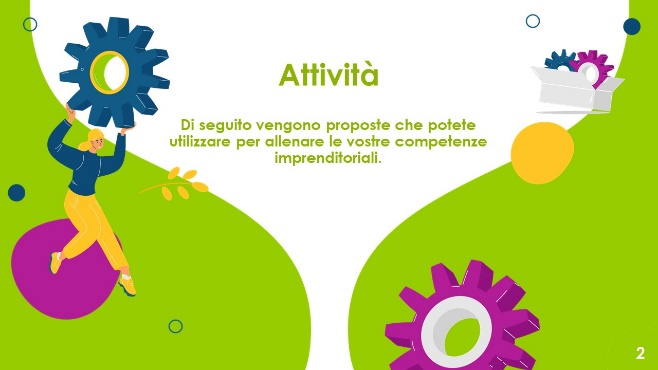 Attività
Di seguito vengono proposte che potete
utilizzare per allenare le vostre competenze
imprenditoriali.
2